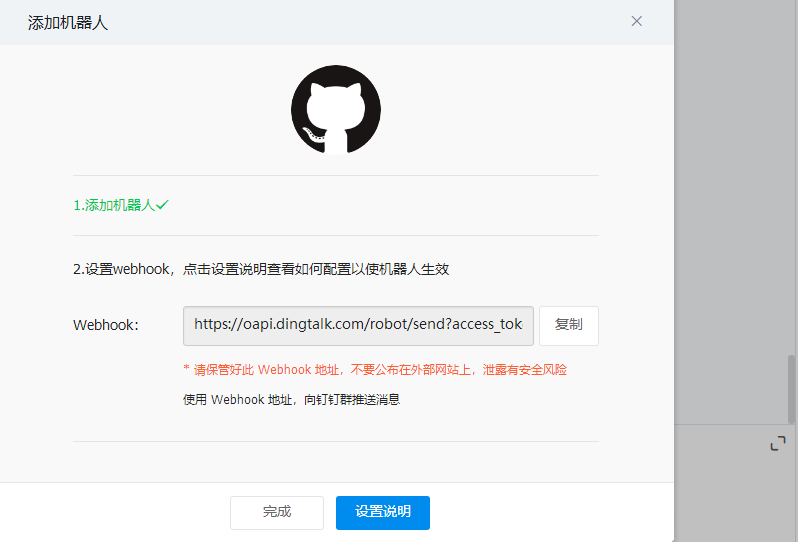 添加机器人
1.添加机器人
2.设置webhook，点击设置说明查看如何配置以使机器人生效
Webhook： https://oapi.dingtalk.com/robot/send?access_tok 复制
* 请保管好此 Webhook 地址，不要公布在外部网站上，泄露有安全风险
使用 Webhook 地址，向钉钉群推送消息
完成 设置说明